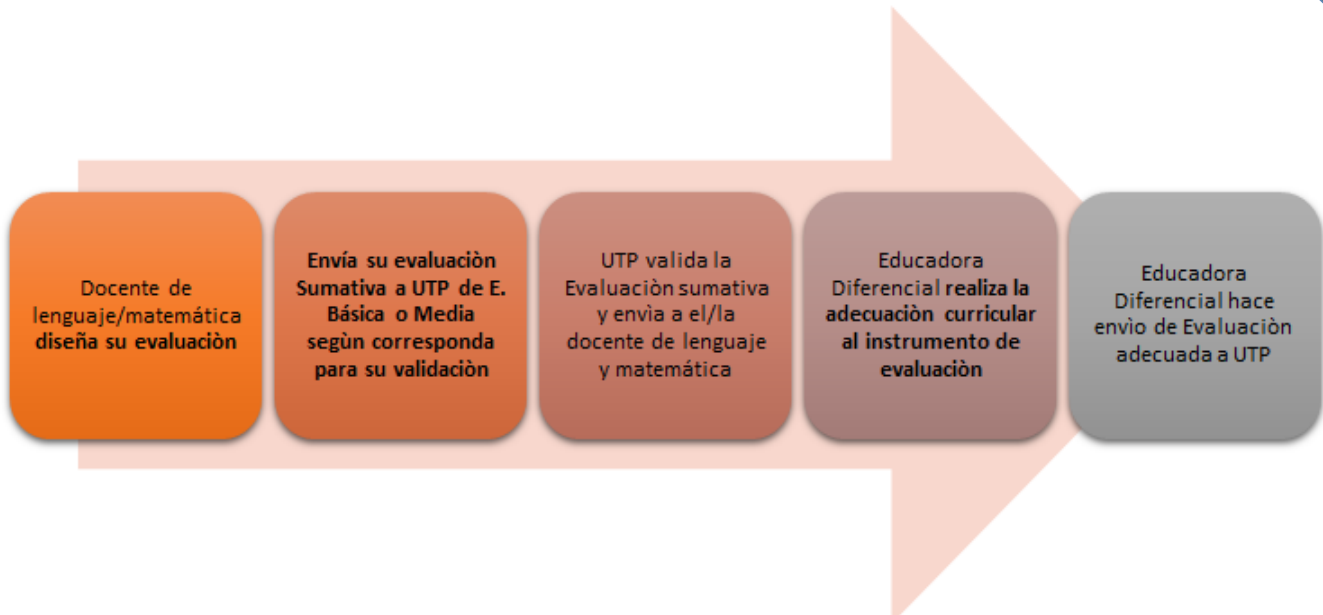 Docente de
lenguaje/matemática
diseña su evaluaciòn
Envía su evaluaciòn
Sumativa a UTP de E.
Básica o Media
segùn corresponda
para su validaciòn
UTP valida la
Evaluaciòn sumativa
y envìa a el/la
docente de lenguaje
y matemática
Educadora
Diferencial realiza la
adecuaciòn curricular
al instrumento de
evaluaciòn
Educadora
Diferencial hace
envìo de Evaluaciòn
adecuada a UTP